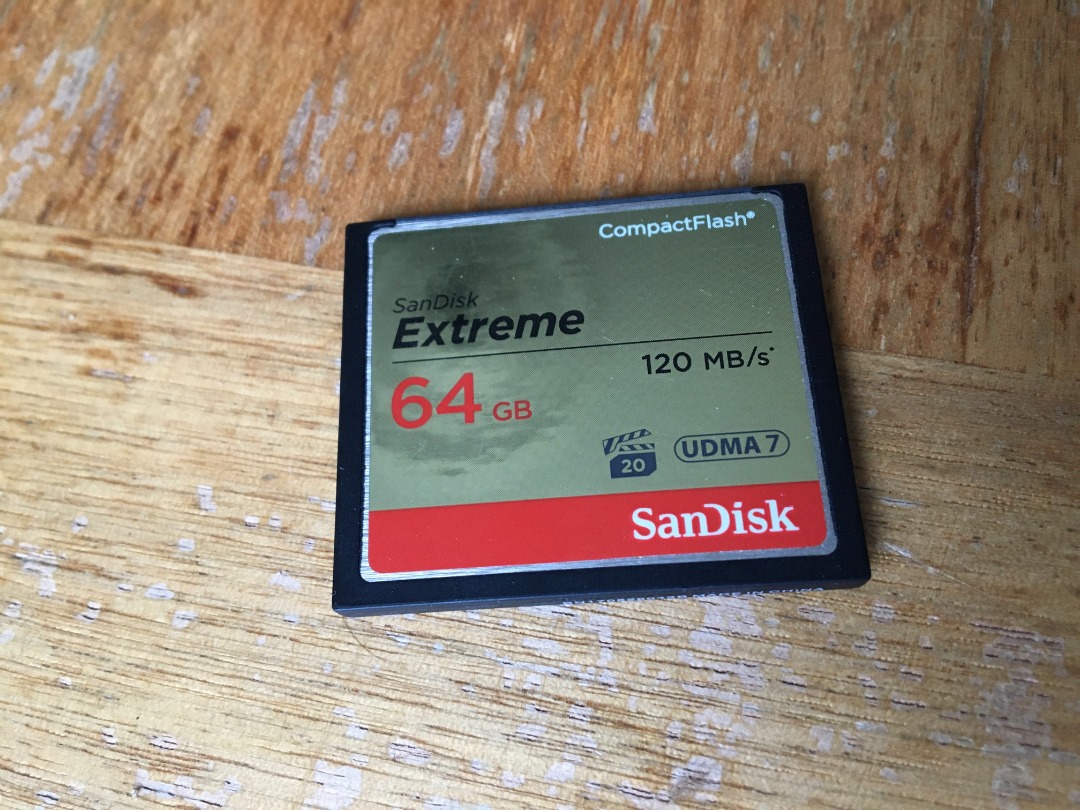 CompactFlash®
SanDisk
Extreme
120 MB/s*
64 GB
20
UDMA 7
SanDisk